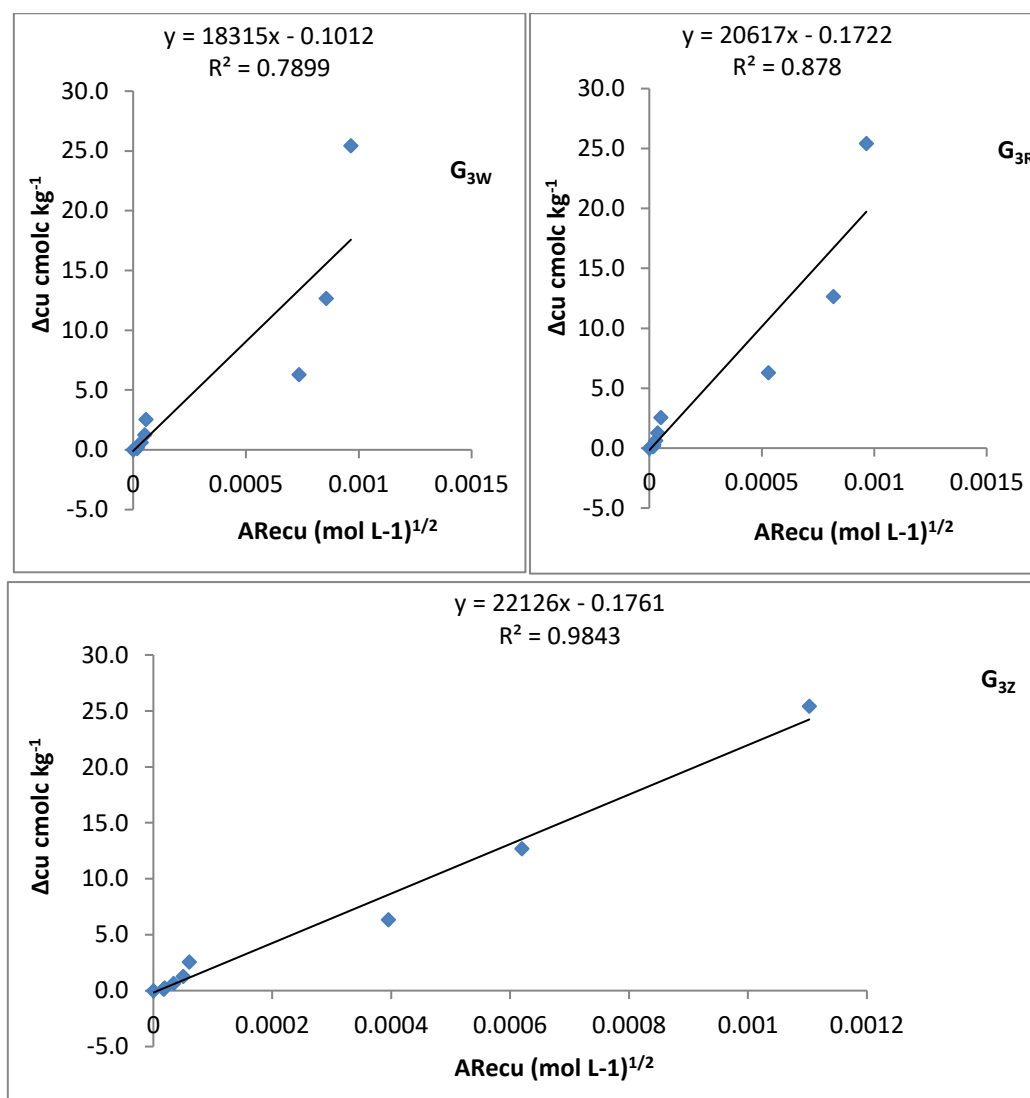 y = 18315x - 0.1012
R² = 0.7899
30.0
25.0
20.0
15.0
10.0
5.0
0.0
-5.0
0
0.0005
0.001
0.0015
Δcu cmolc kg⁻¹
ARecu (mol L-1)¹/²
G₃W
y = 20617x - 0.1722
R² = 0.878
30.0
25.0
20.0
15.0
10.0
5.0
0.0
-5.0
0
0.0005
0.001
0.0015
Δcu cmolc kg⁻¹
ARecu (mol L-1)¹/²
G₃R
y = 22126x - 0.1761
R² = 0.9843
30.0
25.0
20.0
15.0
10.0
5.0
0.0
-5.0
0
0.0002
0.0004
0.0006
0.0008
0.001
0.0012
Δcu cmolc kg⁻¹
ARecu (mol L-1)¹/²
G₃Z